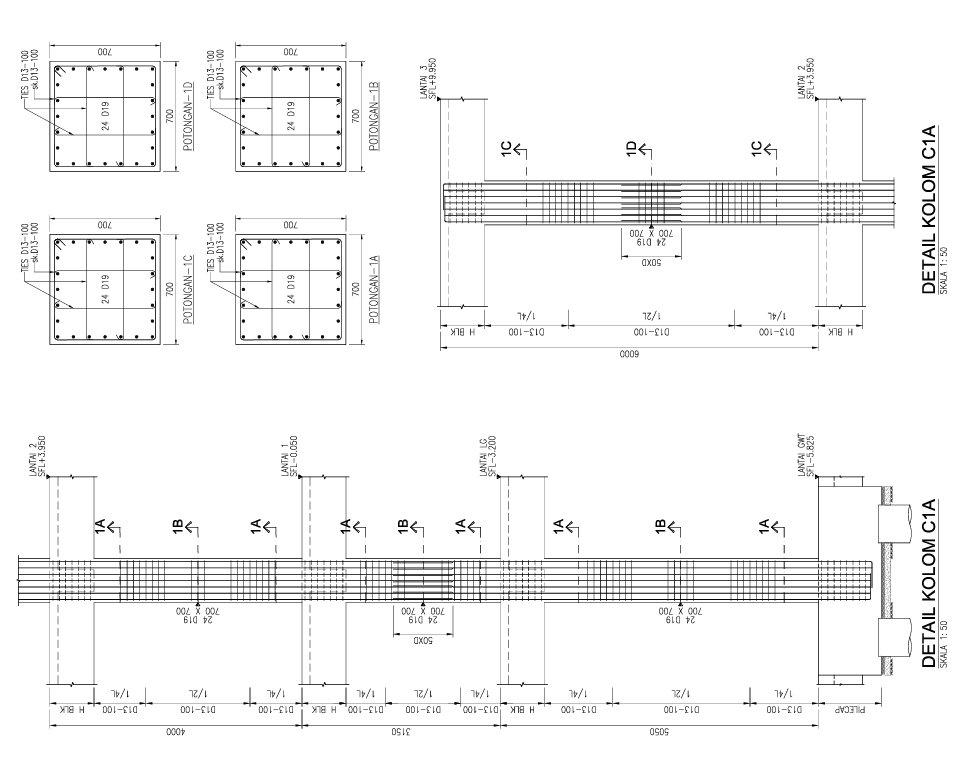 700
TIES D13-100
sk.D13-100
24 D19
700
POTONGAN-1D
700
TIES D13-100
sk.D13-100
24 D19
700
POTONGAN-1B
700
TIES D13-100
sk.D13-100
24 D19
700
POTONGAN-1C
700
TIES D13-100
sk.D13-100
24 D19
700
POTONGAN-1A
LANTAI 3
SFL+9.950
LANTAI 2
SFL+3.950
1C
1D
1C
24 D19
700 X 700
50XD
H BLK
D13-100
1/4L
D13-100
1/2L
D13-100
1/4L
H BLK
6000
DETAIL KOLOM C1A
SKALA 1: 50
LANTAI 2
SFL+3.950
LANTAI 1
SFL-0.050
LANTAI LG
SFL-3.200
LANTAI GWT
SFL-5.825
1A
1B
1A
1A
1B
1A
1A
1B
1A
24 D19
700 X 700
24 D19
700 X 700
50XD
24 D19
700 X 700
H BLK
D13-100
1/4L
D13-100
1/2L
D13-100
1/4L
H BLK
D13-100
1/4L
D13-100
1/2L
D13-100
1/4L
H BLK
D13-100
1/4L
D13-100
1/2L
D13-100
1/4L
PILECAP
4000
3150
5050
DETAIL KOLOM C1A
SKALA 1: 50